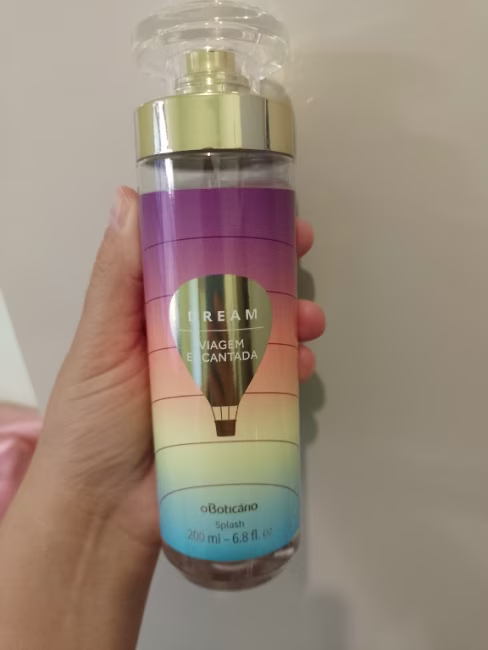 DREAM
VIAGEM
ENCANTADA
oBoticário
Splash
200 ml – 6.8 fl. oz